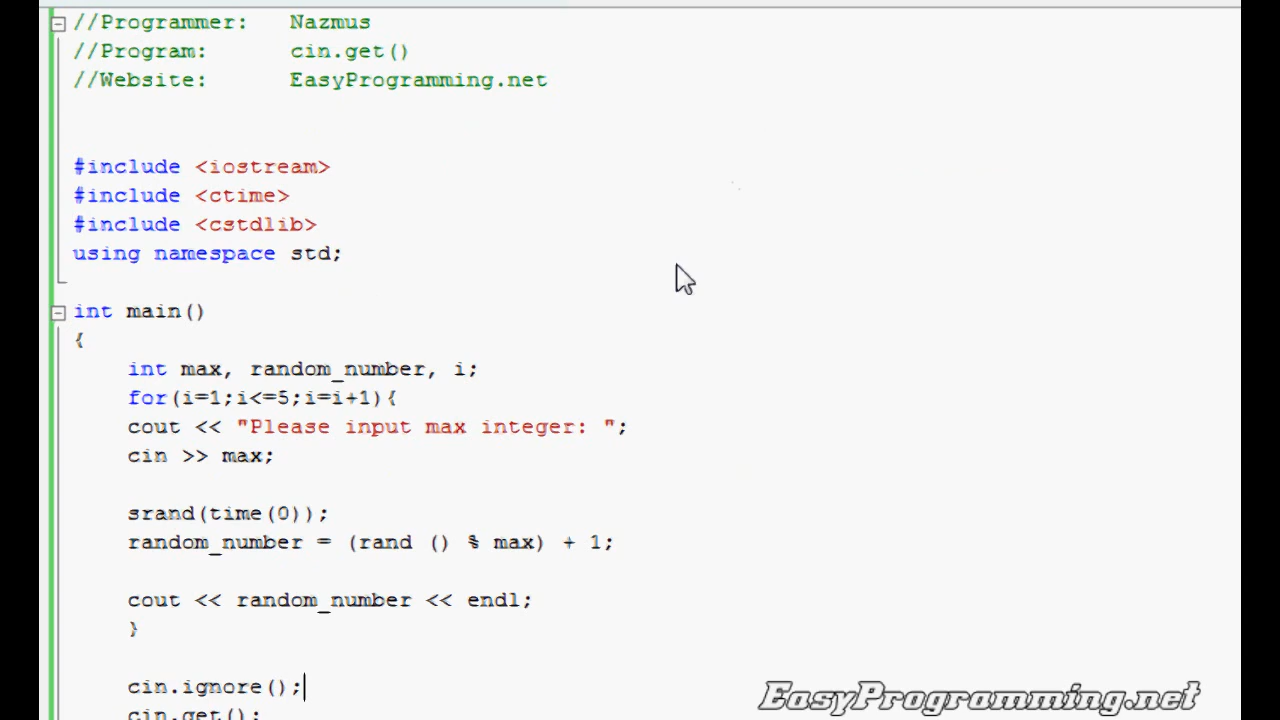 //Programmer: Nazmus
//Program: cin.get()
//Website: EasyProgramming.net
#include <iostream>
#include <ctime>
#include <cstdlib>
using namespace std;
int main()
{
int max, random_number, i;
for(i=1;i<=5;i=i+1){
cout << "Please input max integer: ";
cin >> max;
srand(time(0));
random_number = (rand () % max) + 1;
cout << random_number << endl;
}
cin.ignore();
cin.get();
EasyProgramming.net